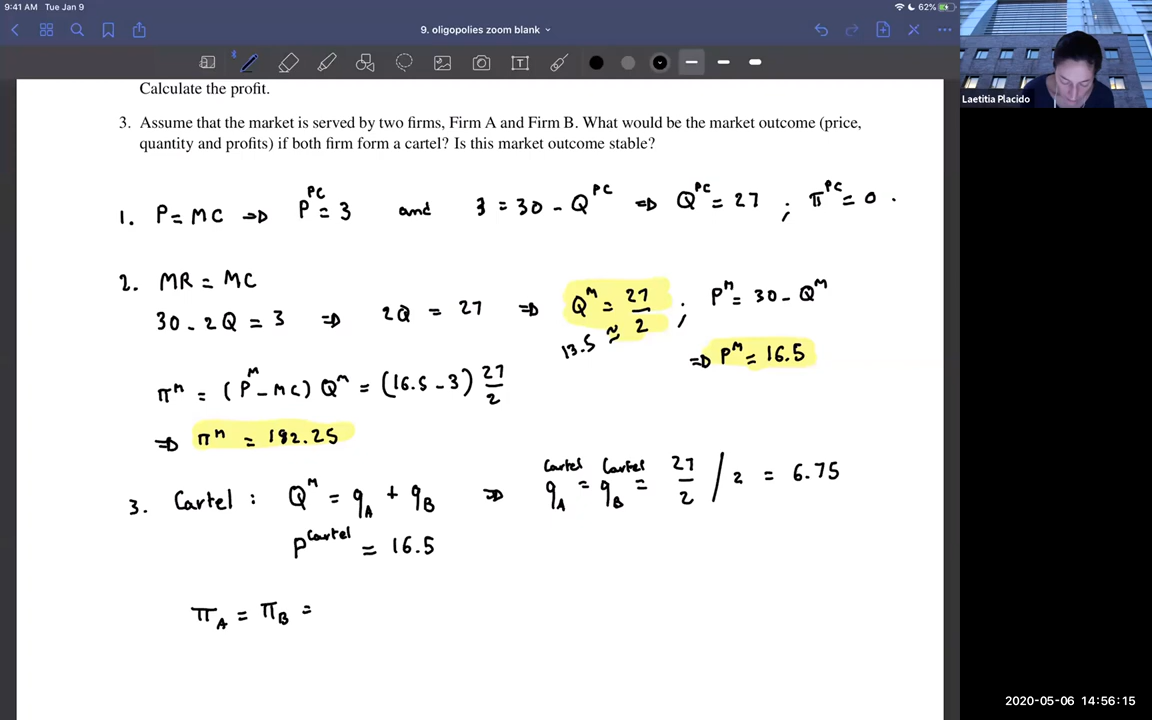 9:41 AM Tue Jan 9
62%
9. oligopolies zoom blank
Laetitia Placido
Calculate the profit.
3. Assume that the market is served by two firms, Firm A and Firm B. What would be the market outcome (price,
quantity and profits) if both firm form a cartel? Is this market outcome stable?
1. P = MC ⇒ P^PC = 3 and 3 = 30 - Q^PC ⇒ Q^PC = 27 ; π^PC = 0 .
2. MR = MC
30 - 2Q = 3 ⇒ 2Q = 27 ⇒ Q^M = 27/2 ; P^M = 30 - Q^M
13.5 ≈
⇒ P^M = 16.5
π^M = (P^M - MC) Q^M = (16.5 - 3) 27/2
⇒ π^M = 182.25
3. Cartel : Q^M = q_A + q_B ⇒ q_A^Cartel = q_B^Cartel = 27/2 / 2 = 6.75
P^Cartel = 16.5
π_A = π_B =
2020-05-06 14:56:15